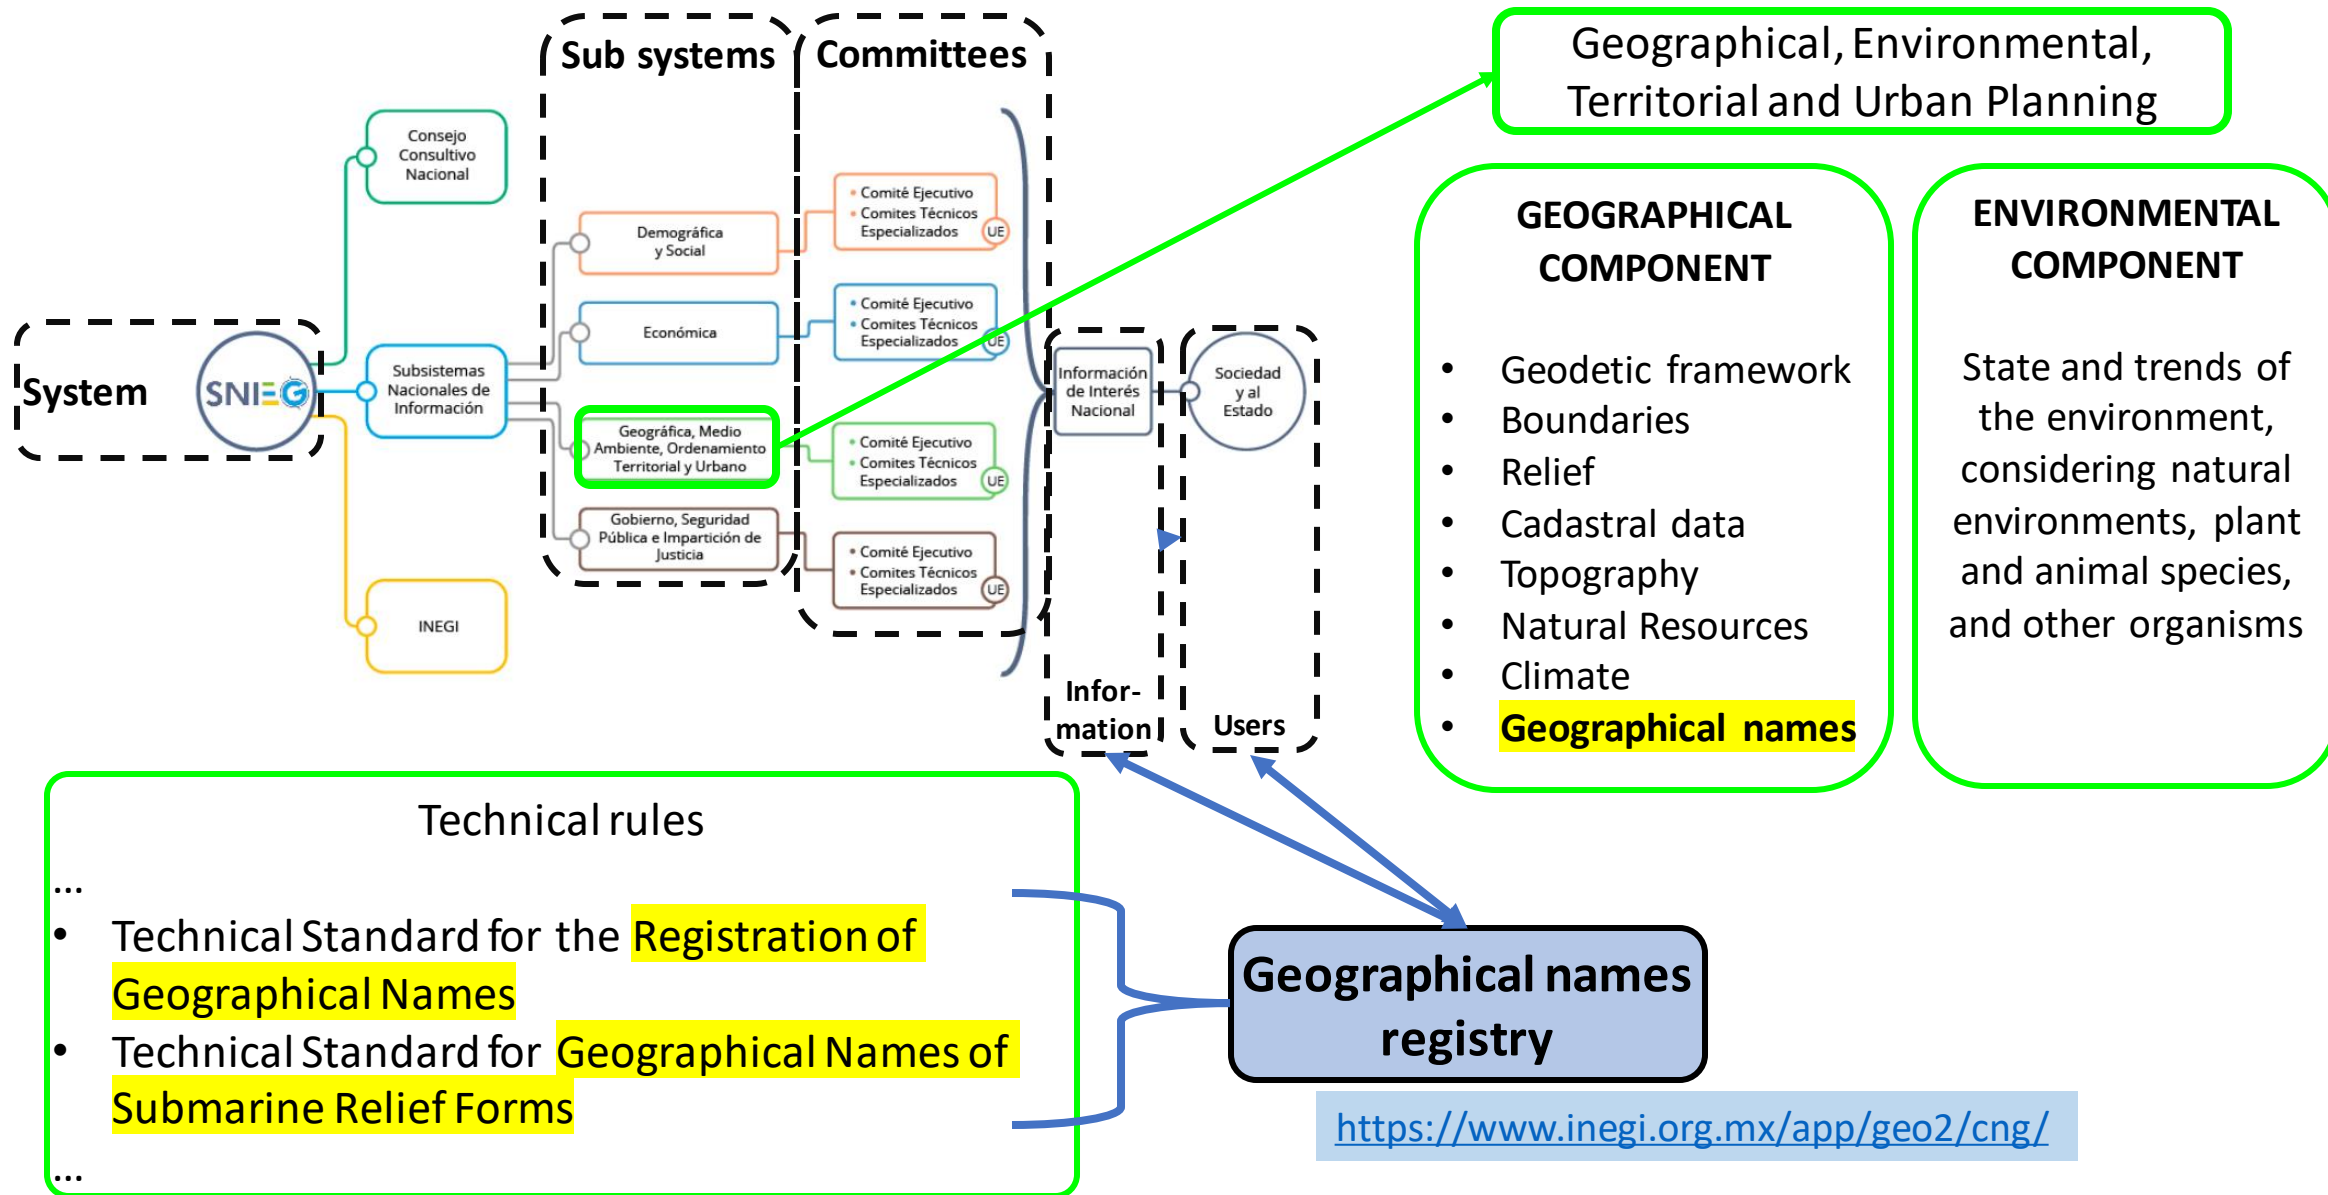 Sub systems
Committees
Geographical, Environmental,
Territorial and Urban Planning
Consejo
Consultivo
Nacional
System
SNIEG
Subsistemas
Nacionales de
Información
INEGI
Demográfica
y Social
Económica
Geográfica, Medio
Ambiente, Ordenamiento
Territorial y Urbano
Gobierno, Seguridad
Pública e Impartición de
Justicia
• Comité Ejecutivo
• Comites Técnicos
Especializados
UE
• Comité Ejecutivo
• Comites Técnicos
Especializados
UE
• Comité Ejecutivo
• Comites Técnicos
Especializados
UE
• Comité Ejecutivo
• Comites Técnicos
Especializados
UE
Información
de Interés
Nacional
Sociedad
y al
Estado
Infor-
mation
Users
GEOGRAPHICAL
COMPONENT
• Geodetic framework
• Boundaries
• Relief
• Cadastral data
• Topography
• Natural Resources
• Climate
• Geographical names
ENVIRONMENTAL
COMPONENT
State and trends of
the environment,
considering natural
environments, plant
and animal species,
and other organisms
Technical rules
...
• Technical Standard for the Registration of
Geographical Names
• Technical Standard for Geographical Names of
Submarine Relief Forms
...
Geographical names
registry
https://www.inegi.org.mx/app/geo2/cng/